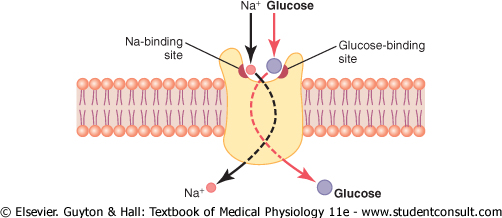 Na⁺ Glucose
Na-binding
site
Glucose-binding
site
Na⁺
Glucose
© Elsevier. Guyton & Hall: Textbook of Medical Physiology 11e - www.studentconsult.com